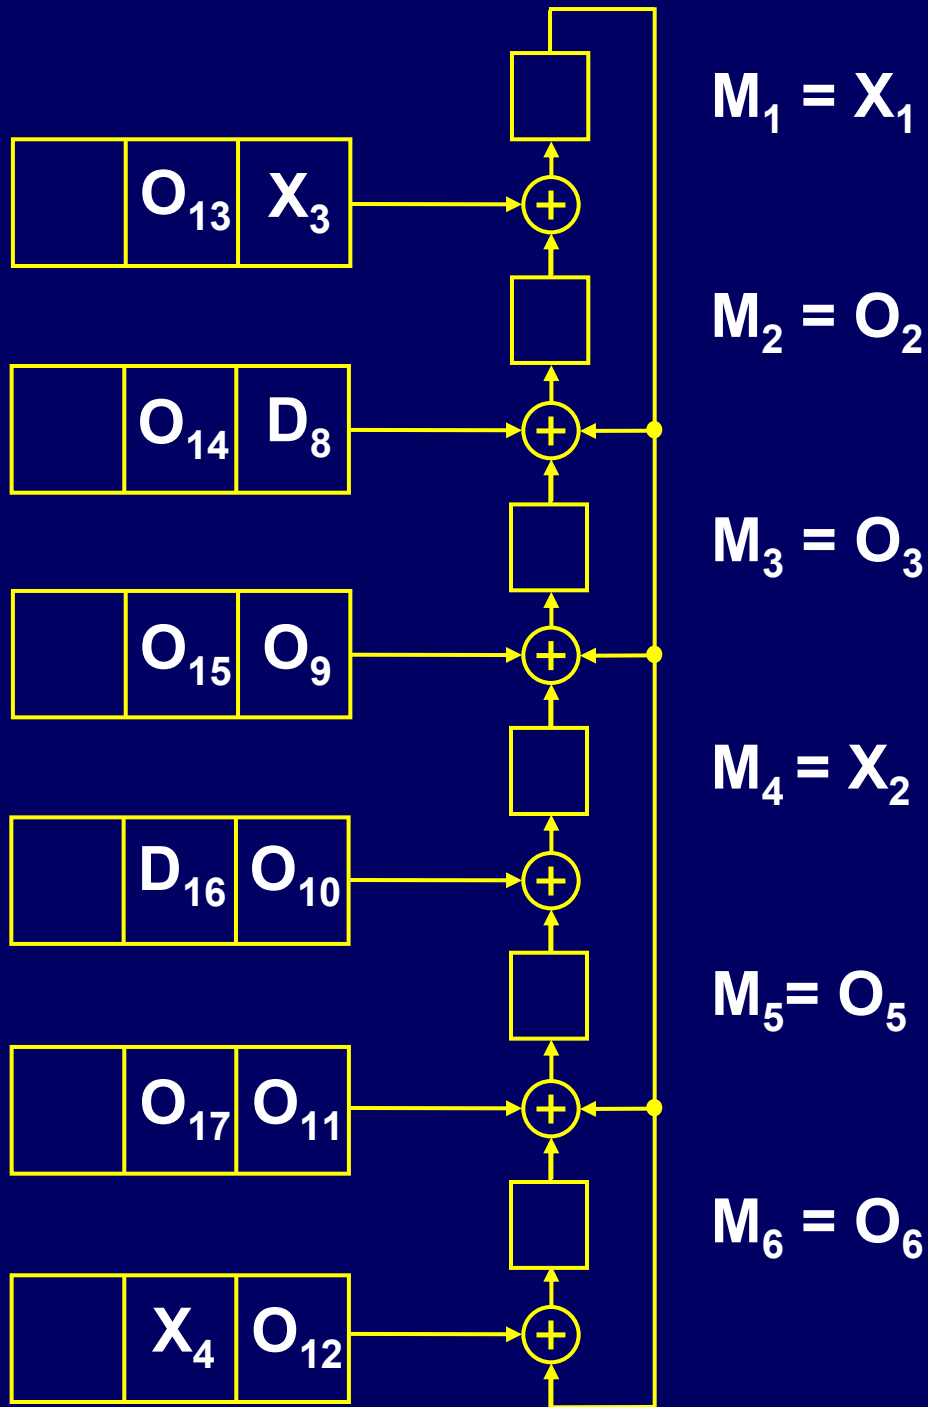 M₁ = X₁
O₁₃ X₃
+
M₂ = O₂
O₁₄ D₈
+
M₃ = O₃
O₁₅ O₉
+
M₄ = X₂
D₁₆ O₁₀
+
M₅= O₅
O₁₇ O₁₁
+
M₆ = O₆
X₄ O₁₂
+